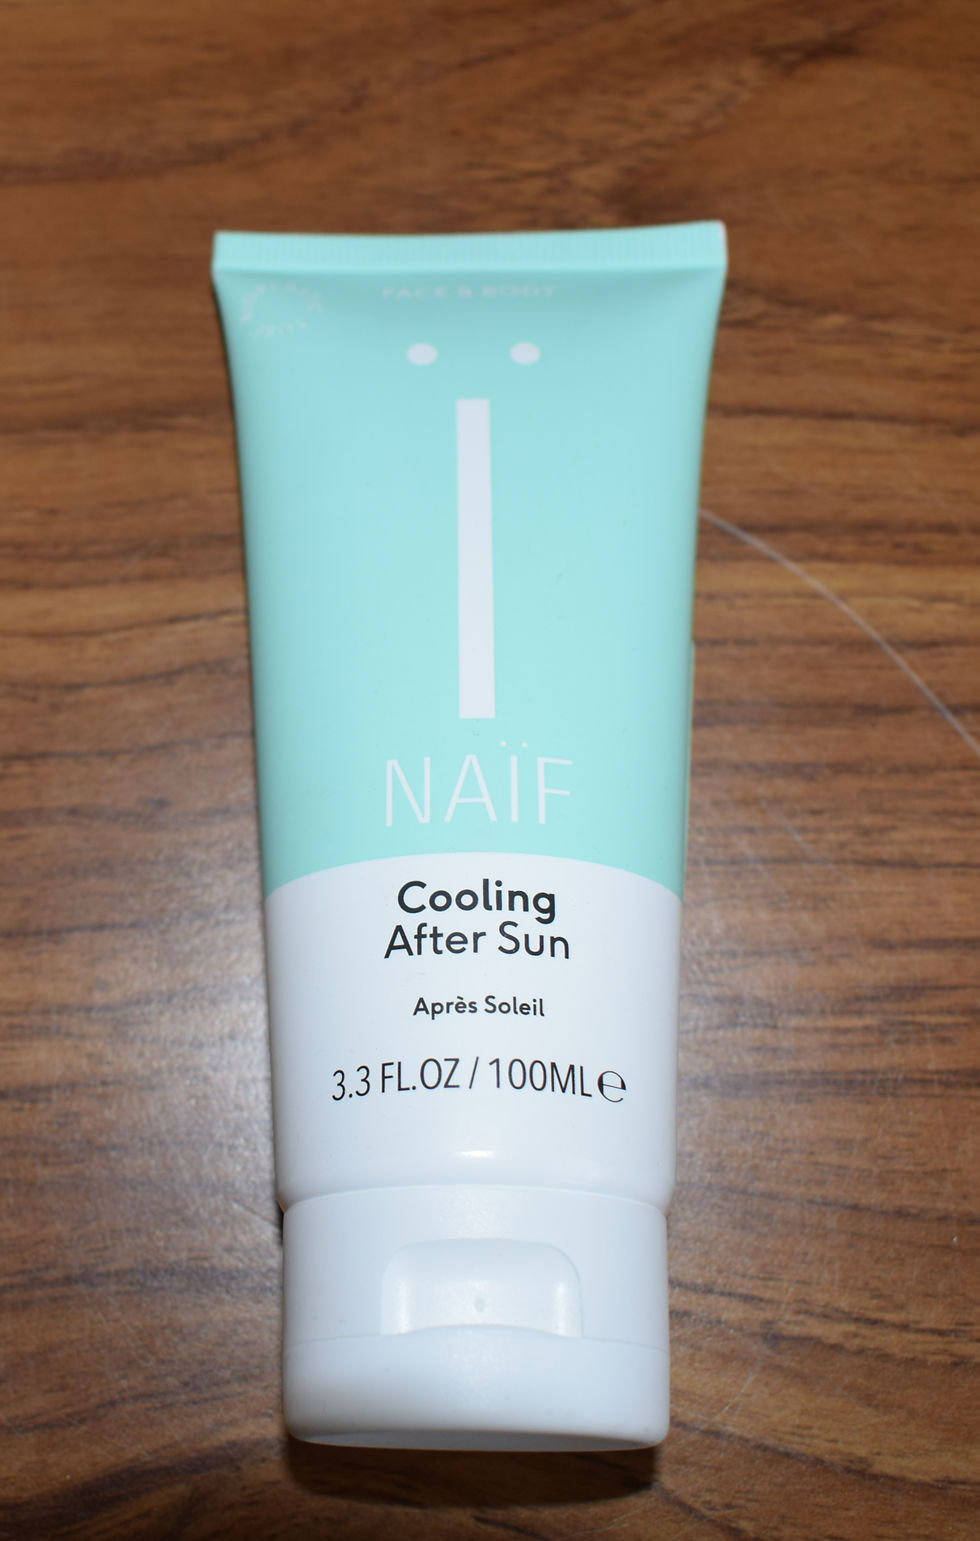 FACE & BODY
NAÏF
Cooling
After Sun
Après Soleil
3.3 FL.OZ / 100ML℮